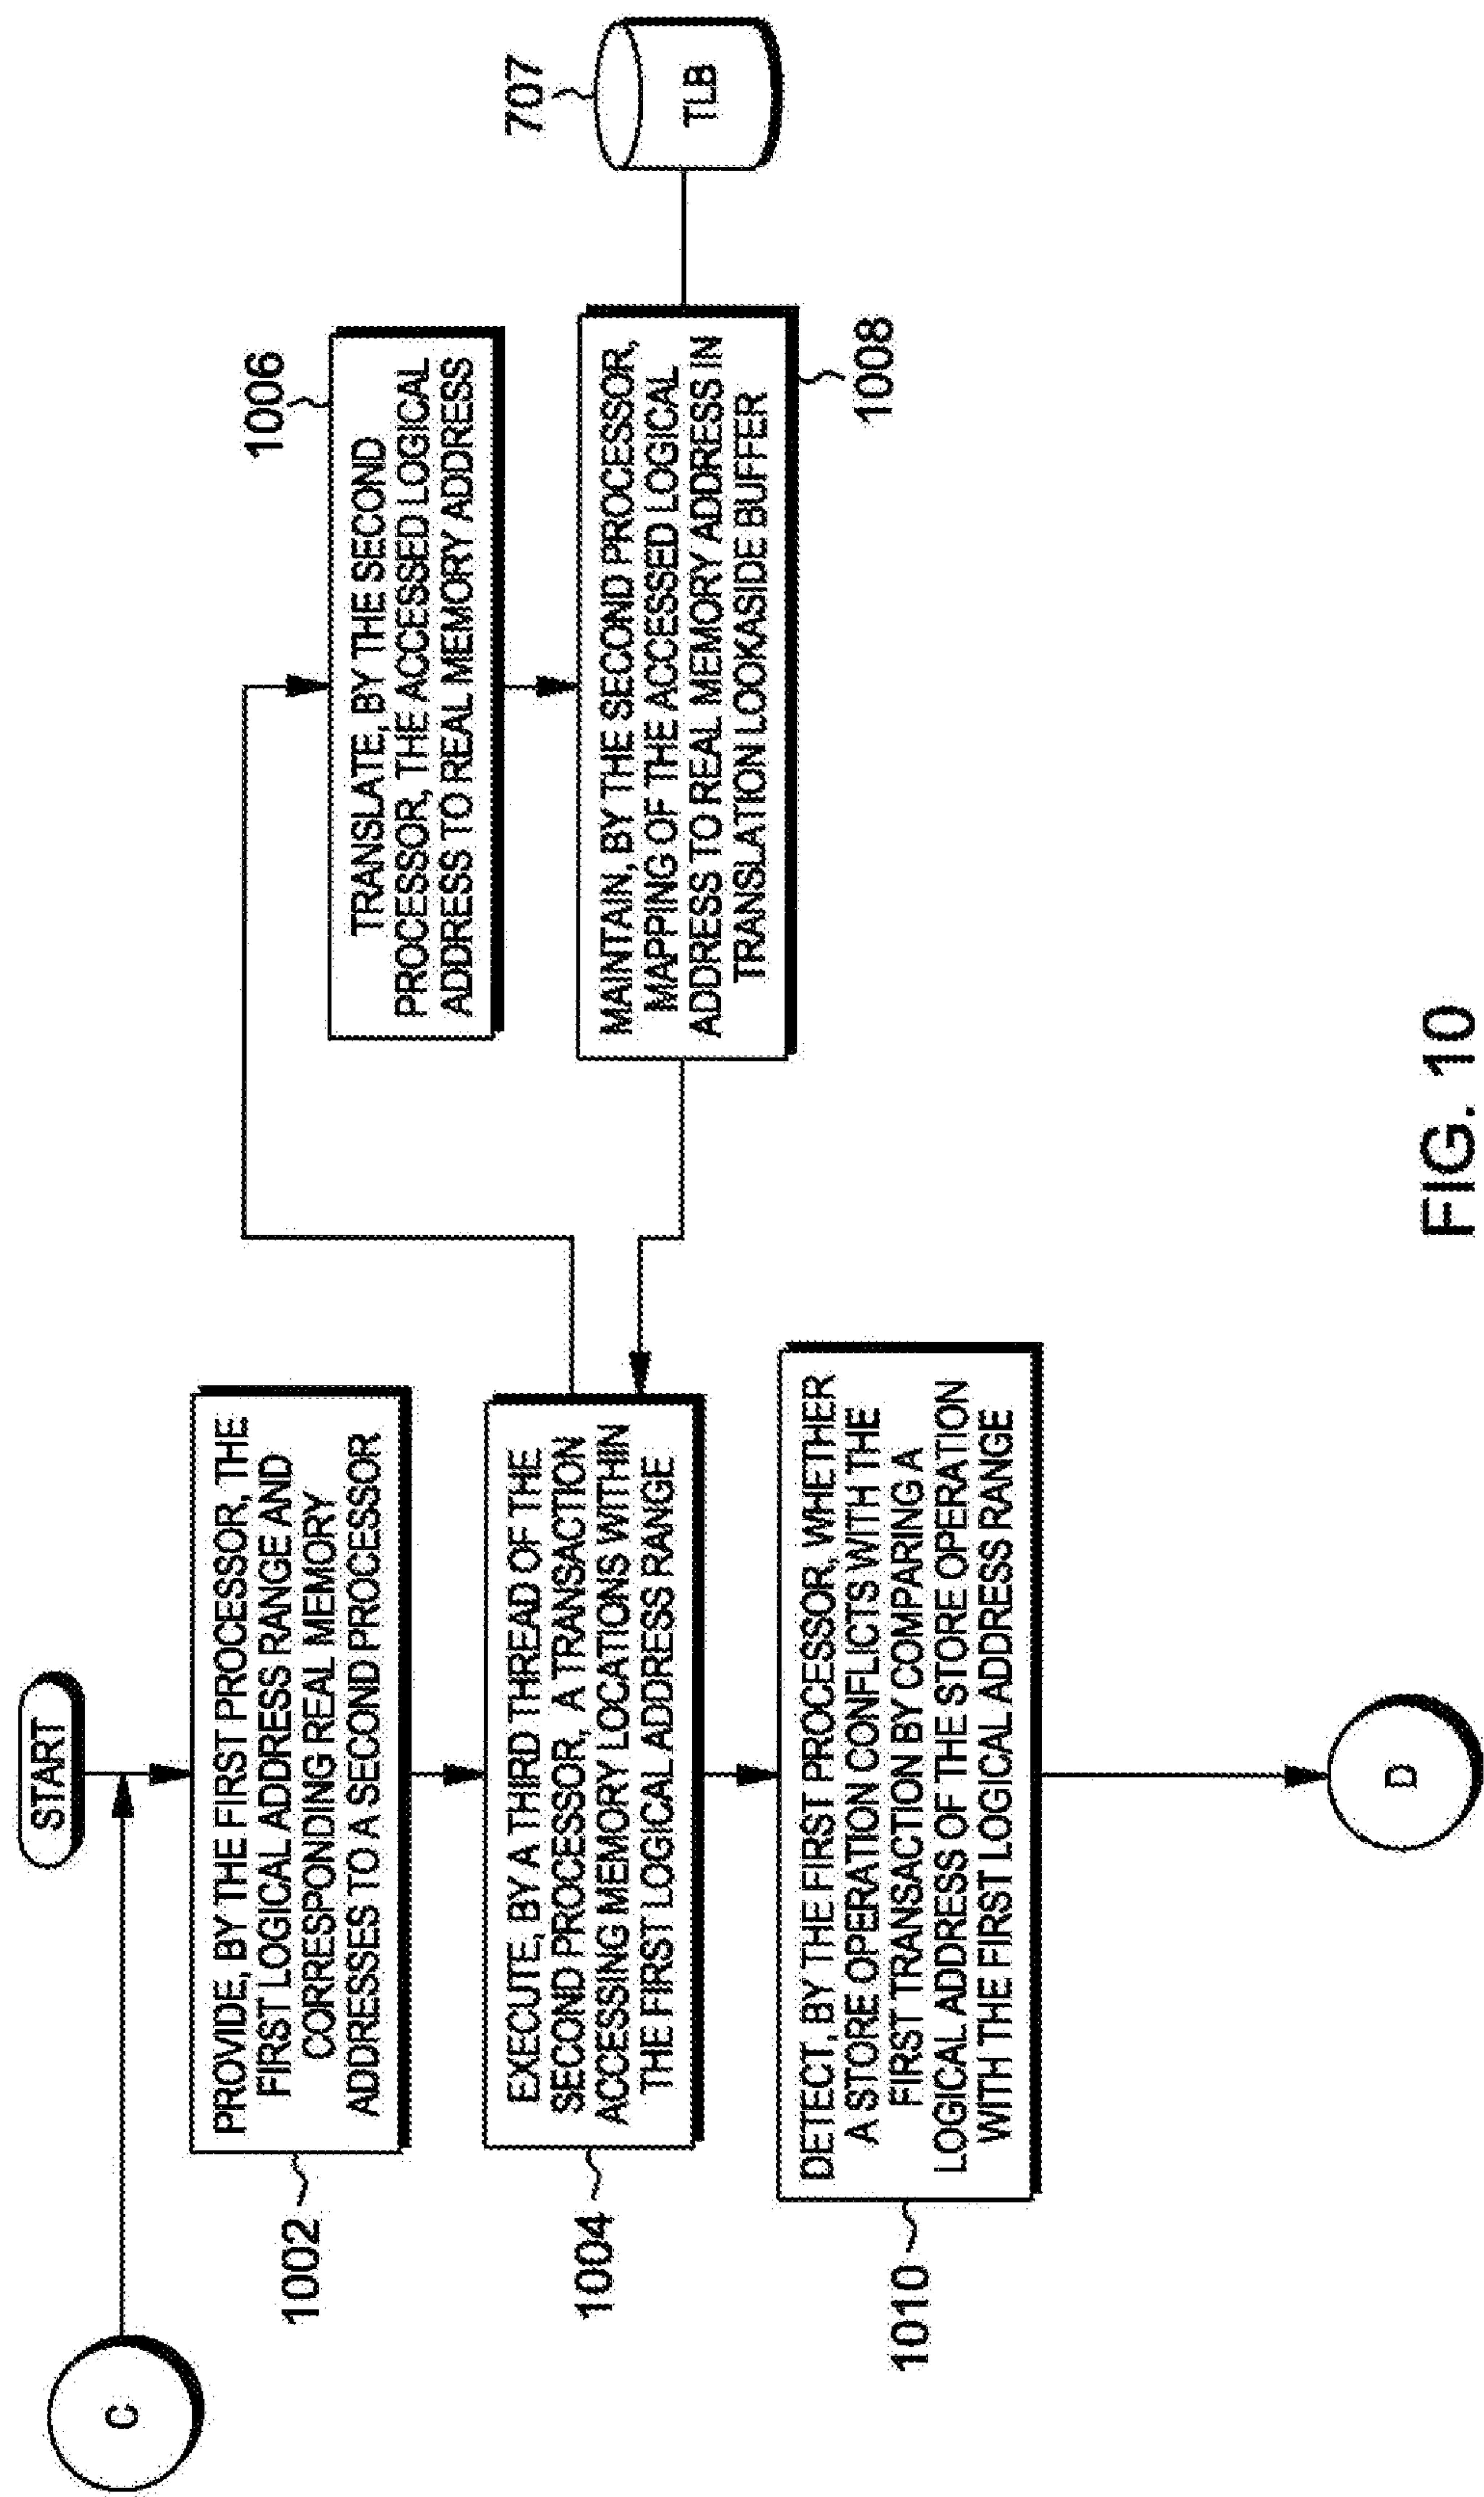 START
C
PROVIDE, BY THE FIRST PROCESSOR, THE
FIRST LOGICAL ADDRESS RANGE AND
CORRESPONDING REAL MEMORY
ADDRESSES TO A SECOND PROCESSOR
1002
EXECUTE, BY A THIRD THREAD OF THE
SECOND PROCESSOR, A TRANSACTION
ACCESSING MEMORY LOCATIONS WITHIN
THE FIRST LOGICAL ADDRESS RANGE
1004
1006
TRANSLATE, BY THE SECOND
PROCESSOR, THE ACCESSED LOGICAL
ADDRESS TO REAL MEMORY ADDRESS
MAINTAIN, BY THE SECOND PROCESSOR,
MAPPING OF THE ACCESSED LOGICAL
ADDRESS TO REAL MEMORY ADDRESS IN
TRANSLATION LOOKASIDE BUFFER
1008
707
TLB
DETECT, BY THE FIRST PROCESSOR, WHETHER
A STORE OPERATION CONFLICTS WITH THE
FIRST TRANSACTION BY COMPARING A
LOGICAL ADDRESS OF THE STORE OPERATION
WITH THE FIRST LOGICAL ADDRESS RANGE
1010
D
FIG. 10